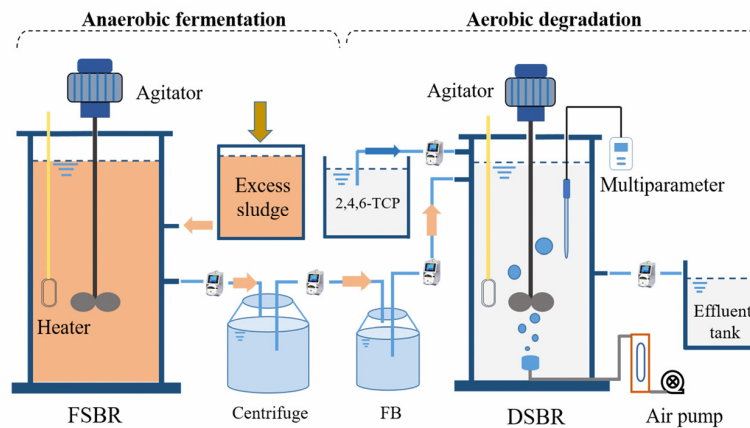 Anaerobic fermentation
Aerobic degradation
Agitator
Agitator
Excess
sludge
2,4,6-TCP
Multiparameter
Heater
Effluent
tank
FSBR
Centrifuge
FB
DSBR
Air pump